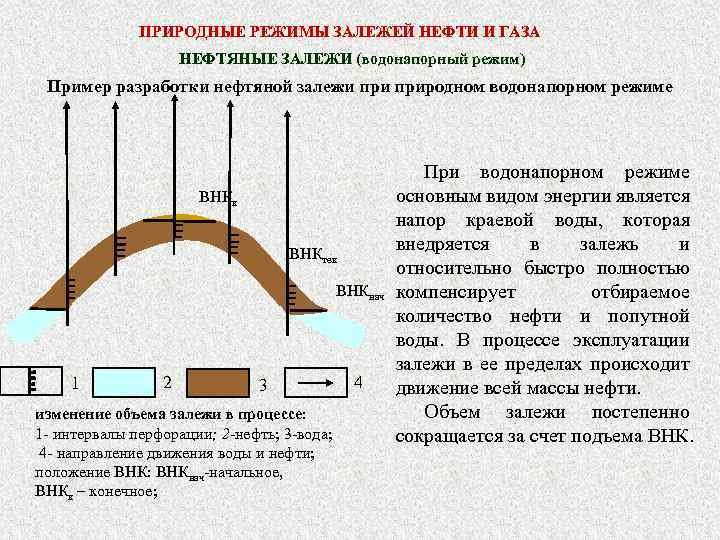 ПРИРОДНЫЕ РЕЖИМЫ ЗАЛЕЖЕЙ НЕФТИ И ГАЗА
НЕФТЯНЫЕ ЗАЛЕЖИ (водонапорный режим)
Пример разработки нефтяной залежи при природном водонапорном режиме
ВНКк
ВНКтек
ВНКнач
1
2
3
4
изменение объема залежи в процессе:
1- интервалы перфорации; 2-нефть; 3-вода;
4- направление движения воды и нефти;
положение ВНК: ВНКнач-начальное,
ВНКк – конечное;
При водонапорном режиме
основным видом энергии является
напор краевой воды, которая
внедряется в залежь и
относительно быстро полностью
компенсирует отбираемое
количество нефти и попутной
воды. В процессе эксплуатации
залежи в ее пределах происходит
движение всей массы нефти.
Объем залежи постепенно
сокращается за счет подъема ВНК.